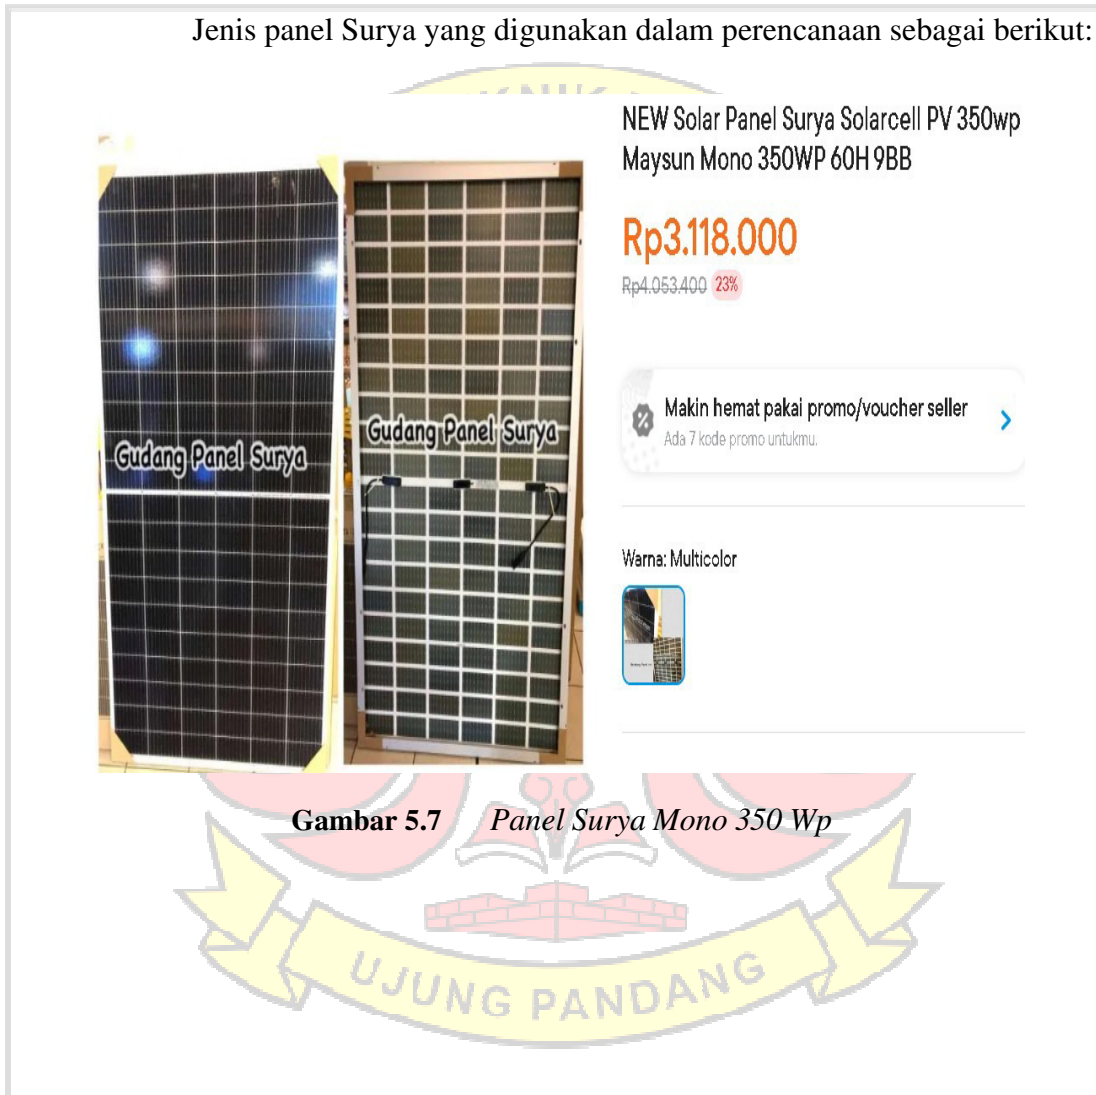 Jenis panel Surya yang digunakan dalam perencanaan sebagai berikut:
NEW Solar Panel Surya Solarcell PV 350wp
Maysun Mono 350WP 60H 9BB
Rp3.118.000
Rp4.053.400 23%
Gudang Panel Surya
Gudang Panel Surya
Makin hemat pakai promo/voucher seller
Ada 7 kode promo untukmu.
Warna: Multicolor
Gambar 5.7 Panel Surya Mono 350 Wp
UJUNG PANDANG